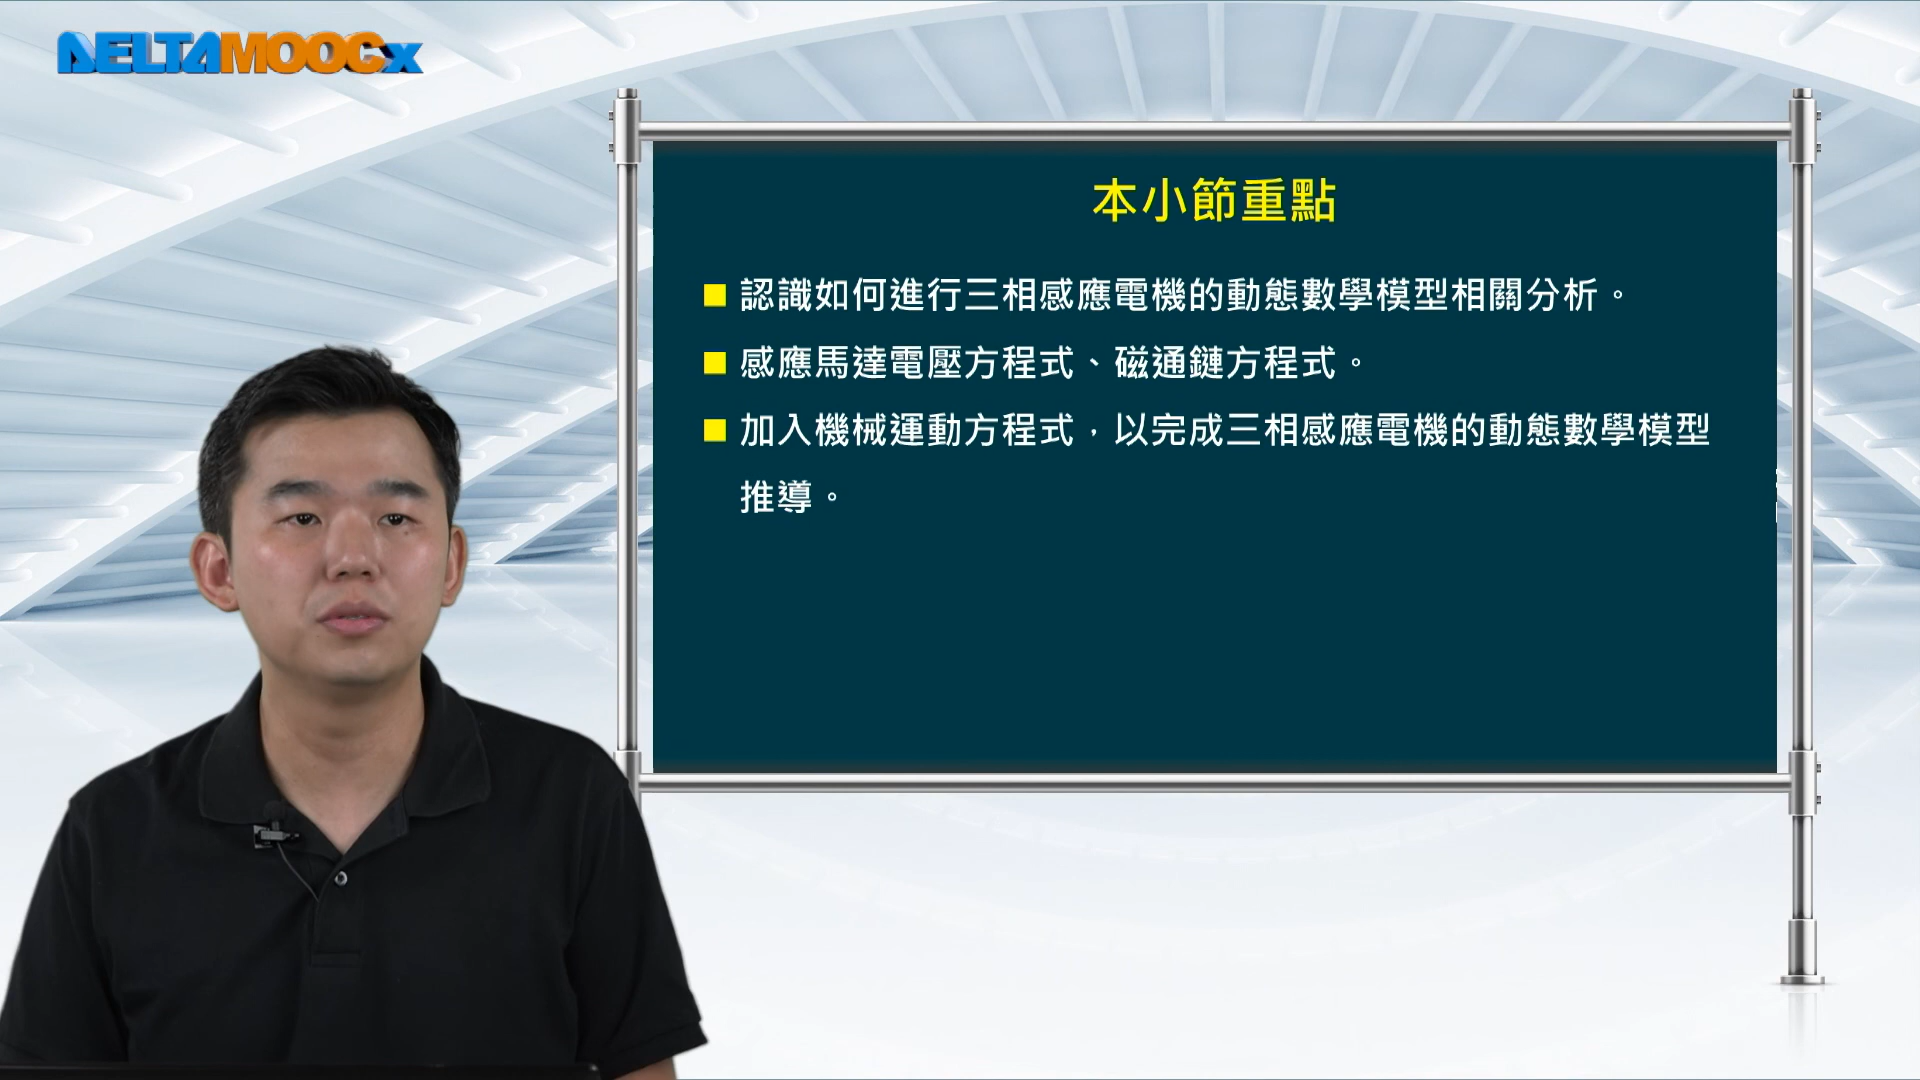 DELTAMOOCx
本小節重點
認識如何進行三相感應電機的動態數學模型相關分析。
感應馬達電壓方程式、磁通鏈方程式。
加入機械運動方程式，以完成三相感應電機的動態數學模型
推導。